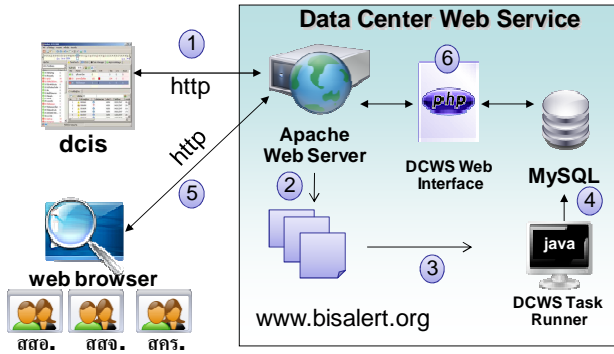 Data Center Web Service
1
http
dcis
6
php
Apache
Web Server
DCWS Web
Interface
MySQL
http
5
2
4
java
3
web browser
DCWS Task
Runner
www.bisalert.org
สสอ.
สสจ.
สคร.